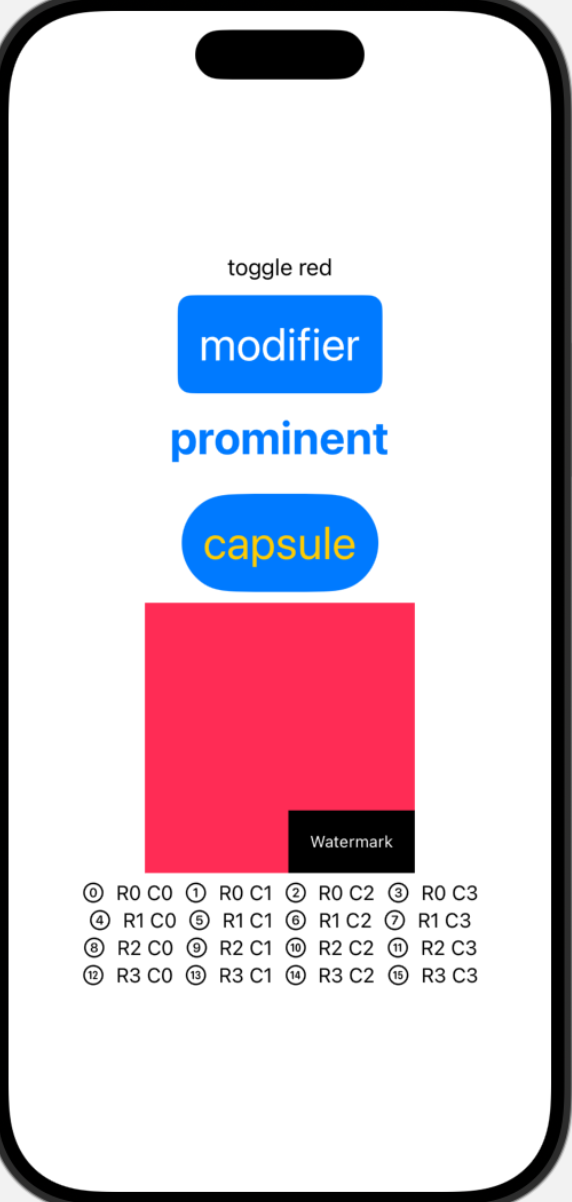 toggle red
modifier
prominent
capsule
Watermark
0 R0 C0 1 R0 C1 2 R0 C2 3 R0 C3
4 R1 C0 5 R1 C1 6 R1 C2 7 R1 C3
8 R2 C0 9 R2 C1 10 R2 C2 11 R2 C3
12 R3 C0 13 R3 C1 14 R3 C2 15 R3 C3